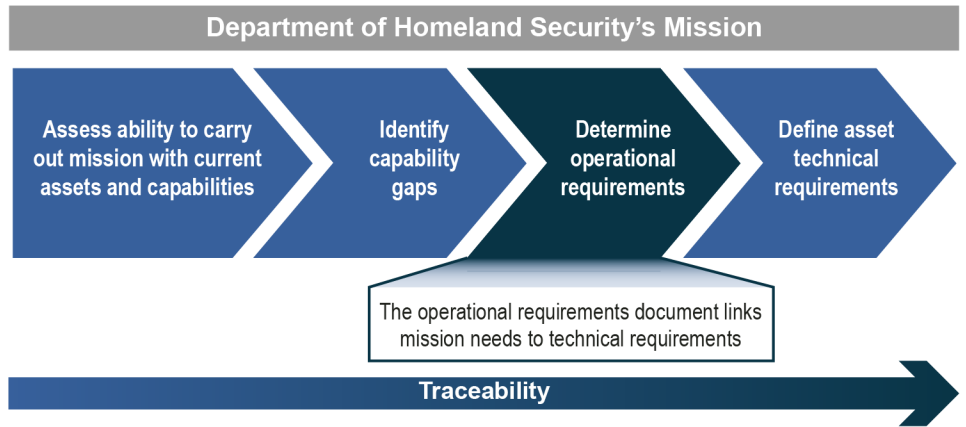 Department of Homeland Security’s Mission
Assess ability to carry
out mission with current
assets and capabilities
Identify
capability
gaps
Determine
operational
requirements
Define asset
technical
requirements
The operational requirements document links
mission needs to technical requirements
Traceability